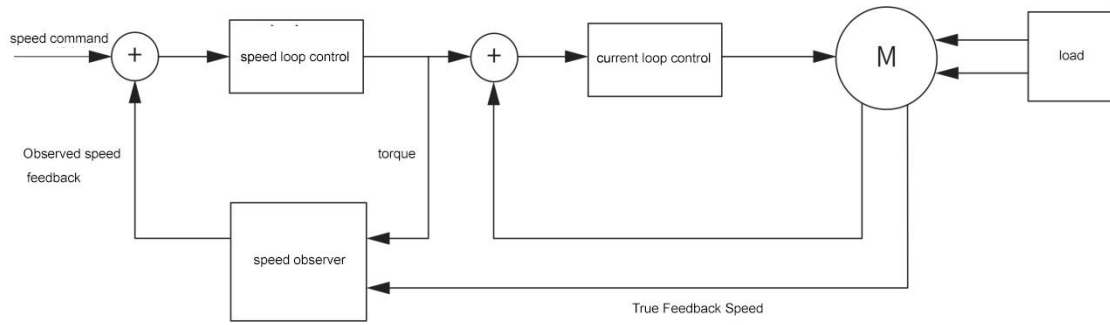 speed command
+
speed loop control
+
current loop control
M
load
Observed speed
feedback
torque
speed observer
True Feedback Speed